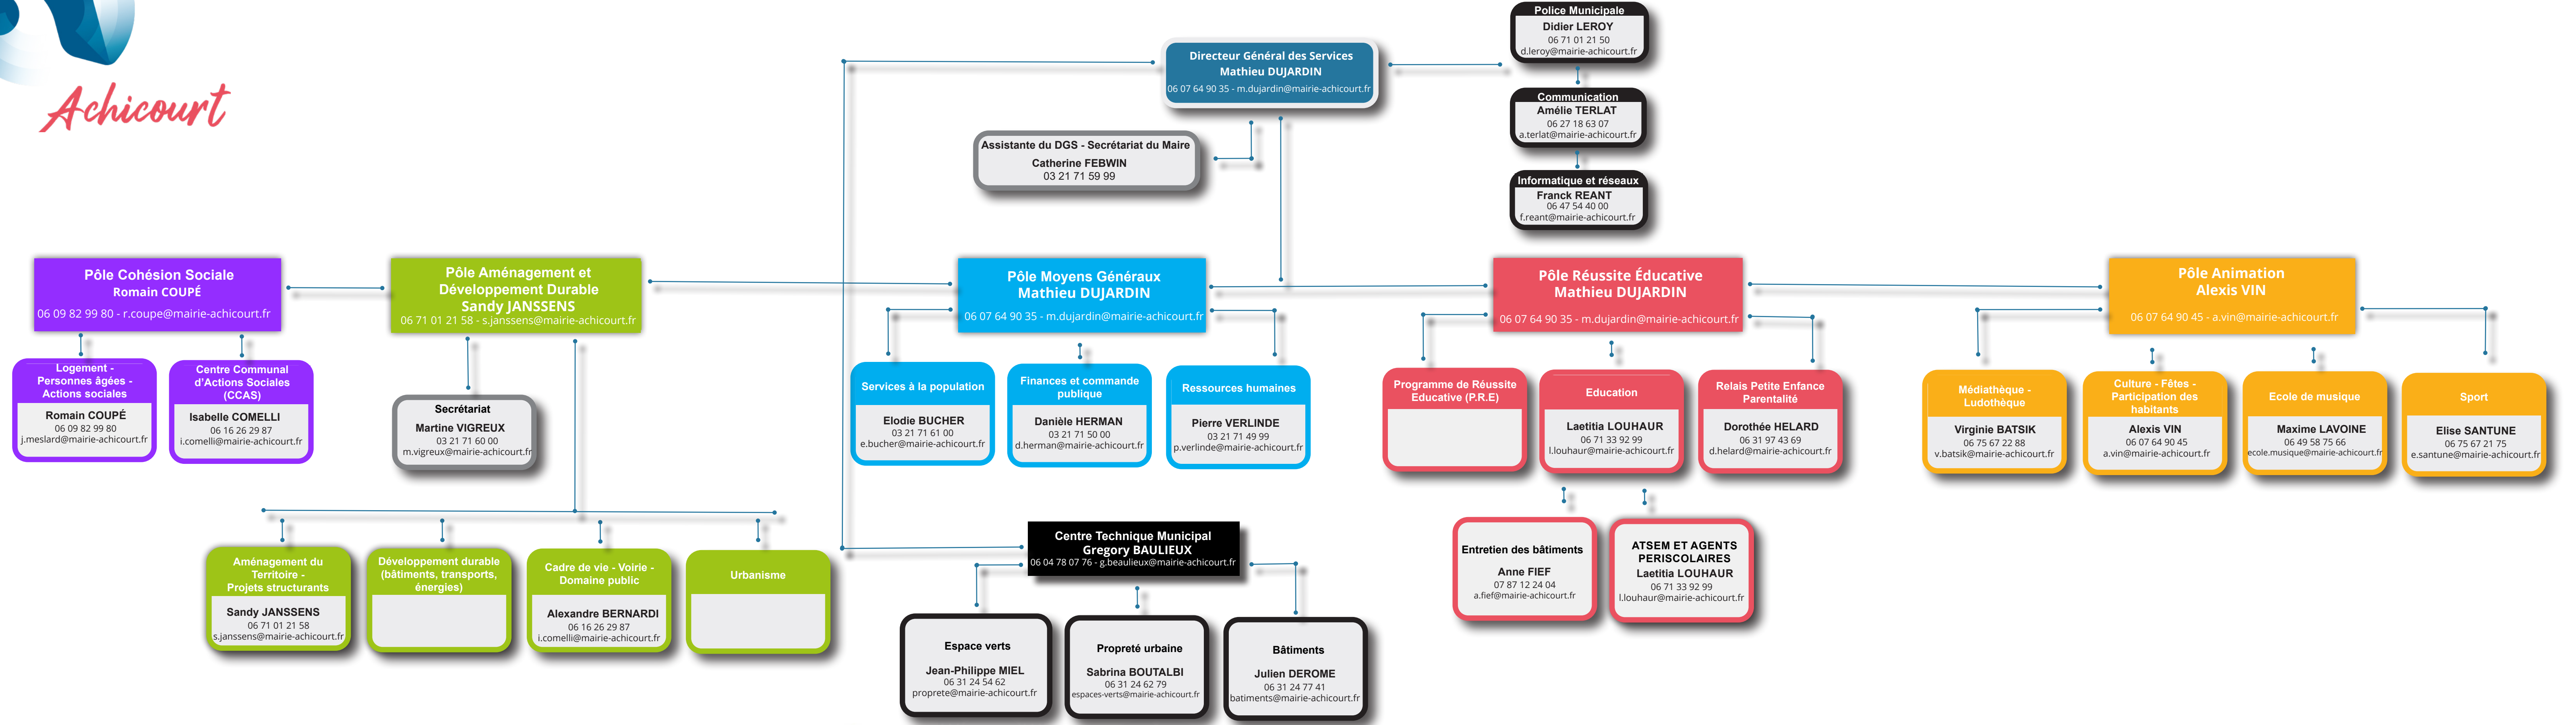 Achicourt
Directeur Général des Services
Mathieu DUJARDIN
06 07 64 90 35 - m.dujardin@mairie-achicourt.fr
Police Municipale
Didier LEROY
06 71 01 21 50
d.leroy@mairie-achicourt.fr
Communication
Amélie TERLAT
06 27 18 63 07
a.terlat@mairie-achicourt.fr
Informatique et réseaux
Franck REANT
06 47 54 40 00
f.reant@mairie-achicourt.fr
Assistante du DGS - Secrétariat du Maire
Catherine FEBWIN
03 21 71 59 99
Pôle Cohésion Sociale
Romain COUPÉ
06 09 82 99 80 - r.coupe@mairie-achicourt.fr
Pôle Aménagement et
Développement Durable
Sandy JANSSENS
06 71 01 21 58 - s.janssens@mairie-achicourt.fr
Pôle Moyens Généraux
Mathieu DUJARDIN
06 07 64 90 35 - m.dujardin@mairie-achicourt.fr
Pôle Réussite Éducative
Mathieu DUJARDIN
06 07 64 90 35 - m.dujardin@mairie-achicourt.fr
Pôle Animation
Alexis VIN
06 07 64 90 45 - a.vin@mairie-achicourt.fr
Logement -
Personnes âgées -
Actions sociales
Romain COUPÉ
06 09 82 99 80
j.meslard@mairie-achicourt.fr
Centre Communal
d'Actions Sociales
(CCAS)
Isabelle COMELLI
06 16 26 29 87
i.comelli@mairie-achicourt.fr
Secrétariat
Martine VIGREUX
03 21 71 60 00
m.vigreux@mairie-achicourt.fr
Services à la population
Elodie BUCHER
03 21 71 61 00
e.bucher@mairie-achicourt.fr
Finances et commande
publique
Danièle HERMAN
03 21 71 50 00
d.herman@mairie-achicourt.fr
Ressources humaines
Pierre VERLINDE
03 21 71 49 99
p.verlinde@mairie-achicourt.fr
Programme de Réussite
Educative (P.R.E)
Education
Laetitia LOUHAUR
06 71 33 92 99
l.louhaur@mairie-achicourt.fr
Relais Petite Enfance
Parentalité
Dorothée HELARD
06 31 97 43 69
d.helard@mairie-achicourt.fr
Médiathèque -
Ludothèque
Virginie BATSIK
06 75 67 22 88
v.batsik@mairie-achicourt.fr
Culture - Fêtes -
Participation des
habitants
Alexis VIN
06 07 64 90 45
a.vin@mairie-achicourt.fr
Ecole de musique
Maxime LAVOINE
06 49 58 75 66
ecole.musique@mairie-achicourt.fr
Sport
Elise SANTUNE
06 75 67 21 75
e.santune@mairie-achicourt.fr
Aménagement du
Territoire -
Projets structurants
Sandy JANSSENS
06 71 01 21 58
s.janssens@mairie-achicourt.fr
Développement durable
(bâtiments, transports,
énergies)
Cadre de vie - Voirie -
Domaine public
Alexandre BERNARDI
06 16 26 29 87
i.comelli@mairie-achicourt.fr
Urbanisme
Centre Technique Municipal
Gregory BAULIEUX
06 04 78 07 76 - g.beaulieux@mairie-achicourt.fr
Entretien des bâtiments
Anne FIEF
07 87 12 24 04
a.fief@mairie-achicourt.fr
ATSEM ET AGENTS
PERISCOLAIRES
Laetitia LOUHAUR
06 71 33 92 99
l.louhaur@mairie-achicourt.fr
Espace verts
Jean-Philippe MIEL
06 31 24 54 62
proprete@mairie-achicourt.fr
Propreté urbaine
Sabrina BOUTALBI
06 31 24 62 79
espaces-verts@mairie-achicourt.fr
Bâtiments
Julien DEROME
06 31 24 77 41
batiments@mairie-achicourt.fr